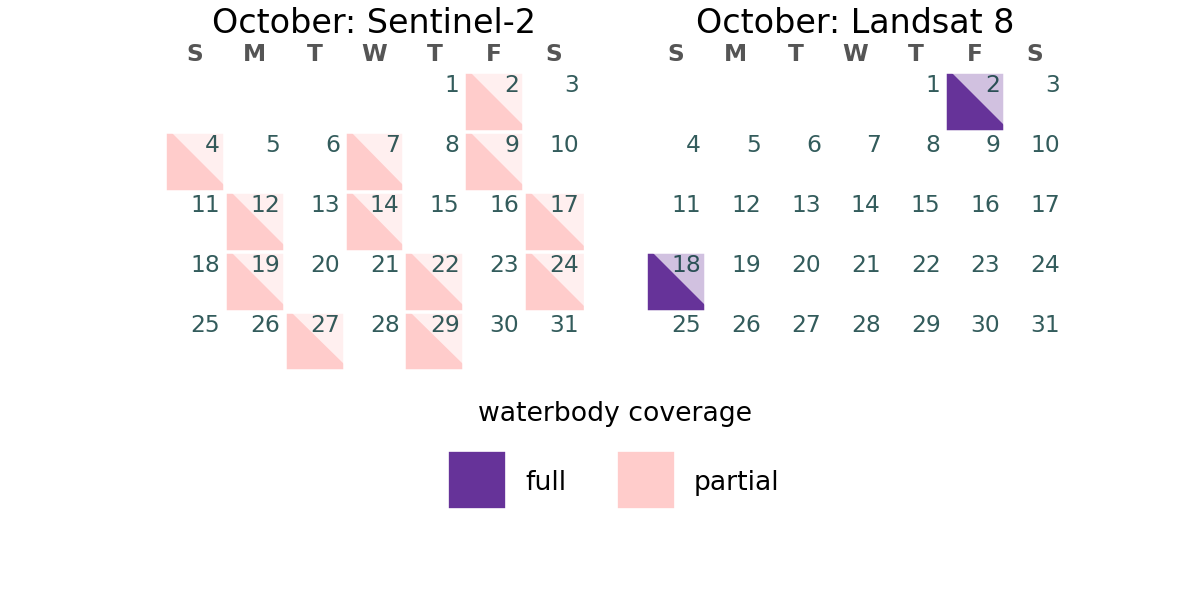 October: Sentinel-2
S M T W T F S
1 2 3
4 5 6 7 8 9 10
11 12 13 14 15 16 17
18 19 20 21 22 23 24
25 26 27 28 29 30 31
October: Landsat 8
S M T W T F S
1 2 3
4 5 6 7 8 9 10
11 12 13 14 15 16 17
18 19 20 21 22 23 24
25 26 27 28 29 30 31
waterbody coverage
full partial